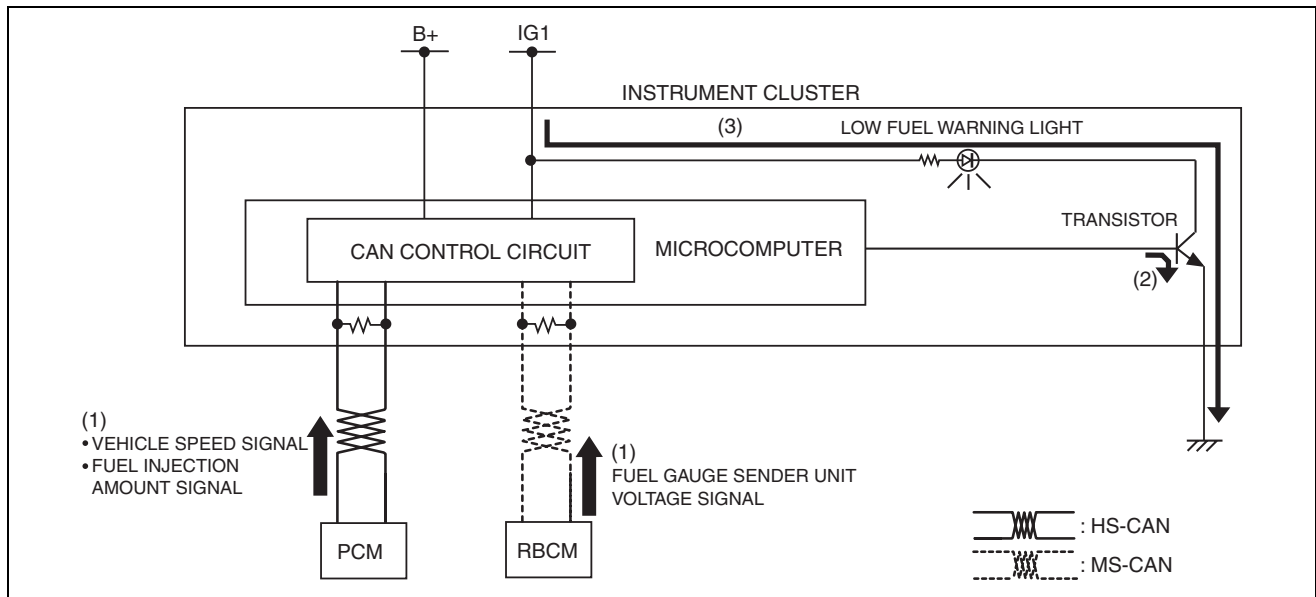 B+
IG1
INSTRUMENT CLUSTER
(3)
LOW FUEL WARNING LIGHT
TRANSISTOR
CAN CONTROL CIRCUIT
MICROCOMPUTER
(2)
(1)
• VEHICLE SPEED SIGNAL
• FUEL INJECTION
AMOUNT SIGNAL
(1)
FUEL GAUGE SENDER UNIT
VOLTAGE SIGNAL
PCM
RBCM
: HS-CAN
: MS-CAN